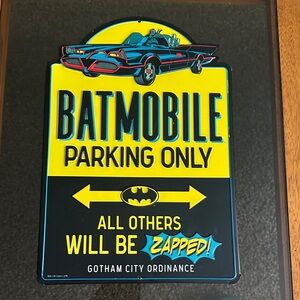 BATMOBILE
PARKING ONLY
ALL OTHERS
WILL BE ZAPPED!
GOTHAM CITY ORDINANCE